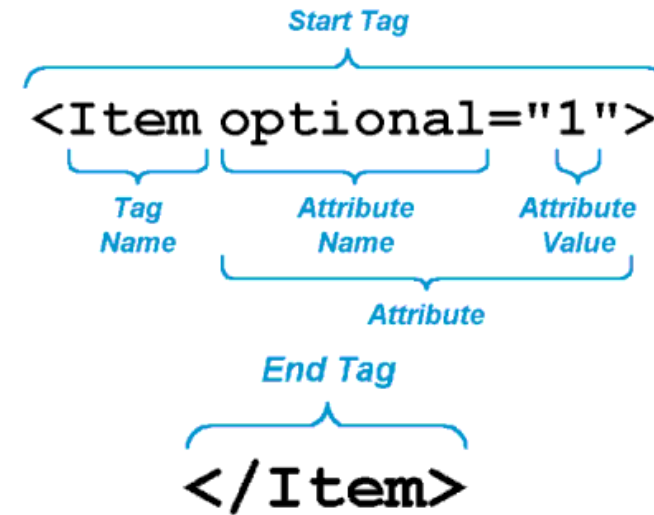 Start Tag
<Item optional="1">
Tag Attribute Attribute
Name Name Value
Attribute
End Tag
</Item>